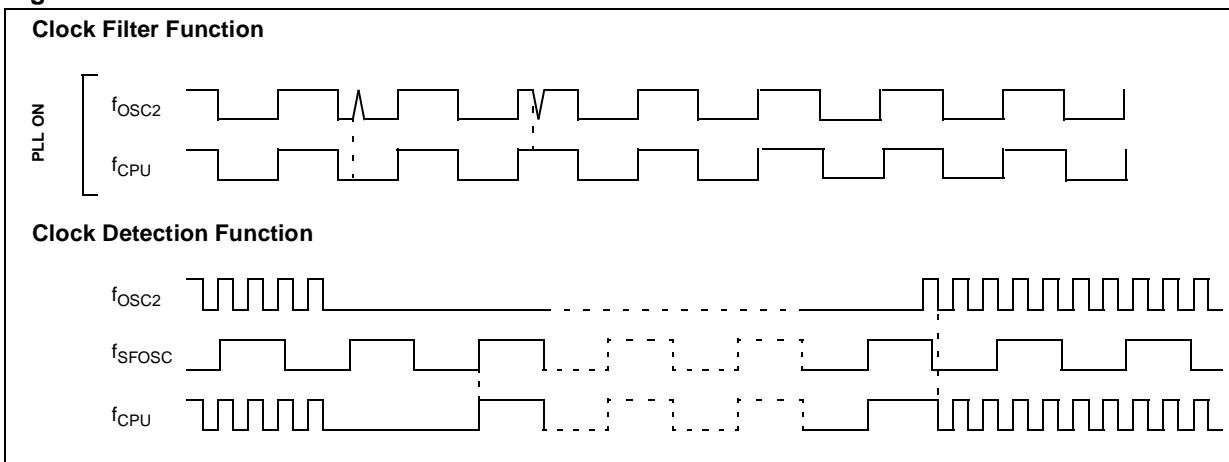 Clock Filter Function
PLL ON
fOSC2
fCPU
Clock Detection Function
fOSC2
fSFOSC
fCPU